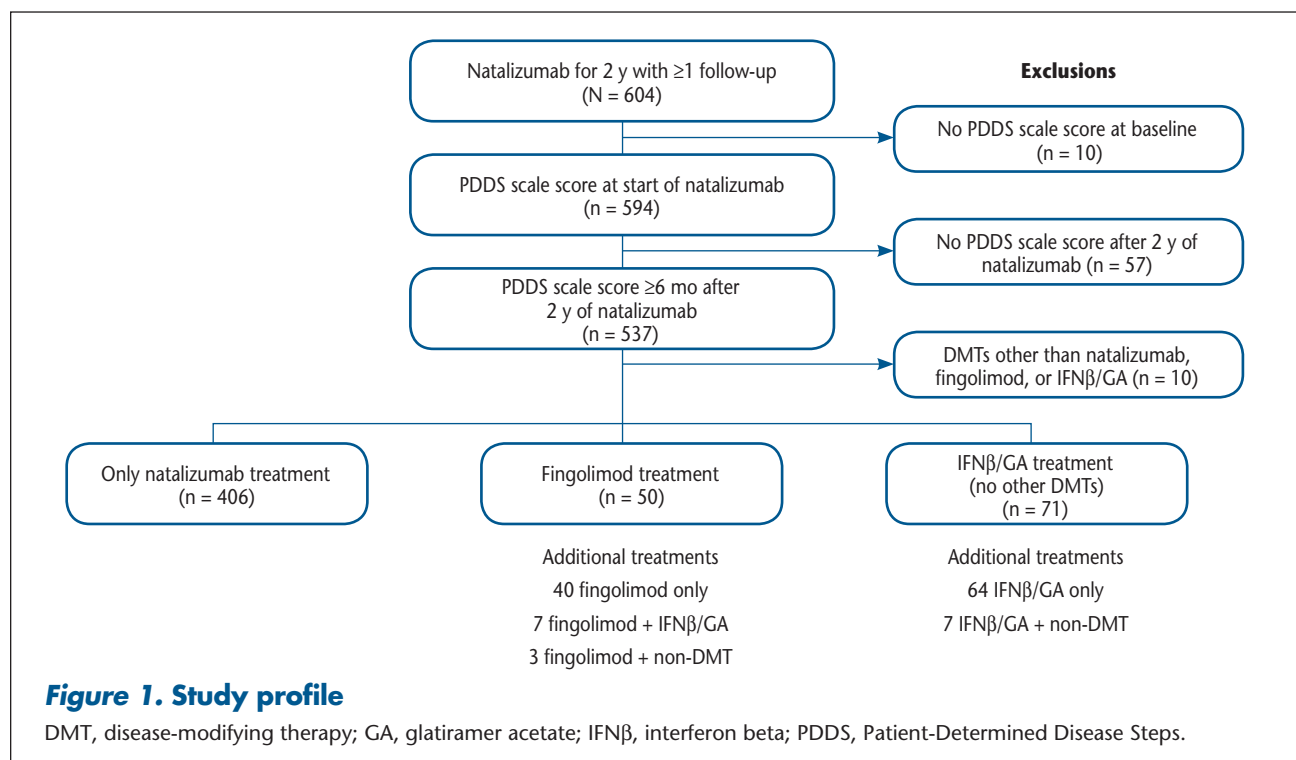 Natalizumab for 2 y with ≥1 follow-up
(N = 604)
Exclusions
No PDDS scale score at baseline
(n = 10)
PDDS scale score at start of natalizumab
(n = 594)
No PDDS scale score after 2 y of
natalizumab (n = 57)
PDDS scale score ≥6 mo after
2 y of natalizumab
(n = 537)
DMTs other than natalizumab,
fingolimod, or IFNβ/GA (n = 10)
Only natalizumab treatment
(n = 406)
Fingolimod treatment
(n = 50)
IFNβ/GA treatment
(no other DMTs)
(n = 71)
Additional treatments
40 fingolimod only
7 fingolimod + IFNβ/GA
3 fingolimod + non-DMT
Additional treatments
64 IFNβ/GA only
7 IFNβ/GA + non-DMT
Figure 1. Study profile
DMT, disease-modifying therapy; GA, glatiramer acetate; IFNβ, interferon beta; PDDS, Patient-Determined Disease Steps.